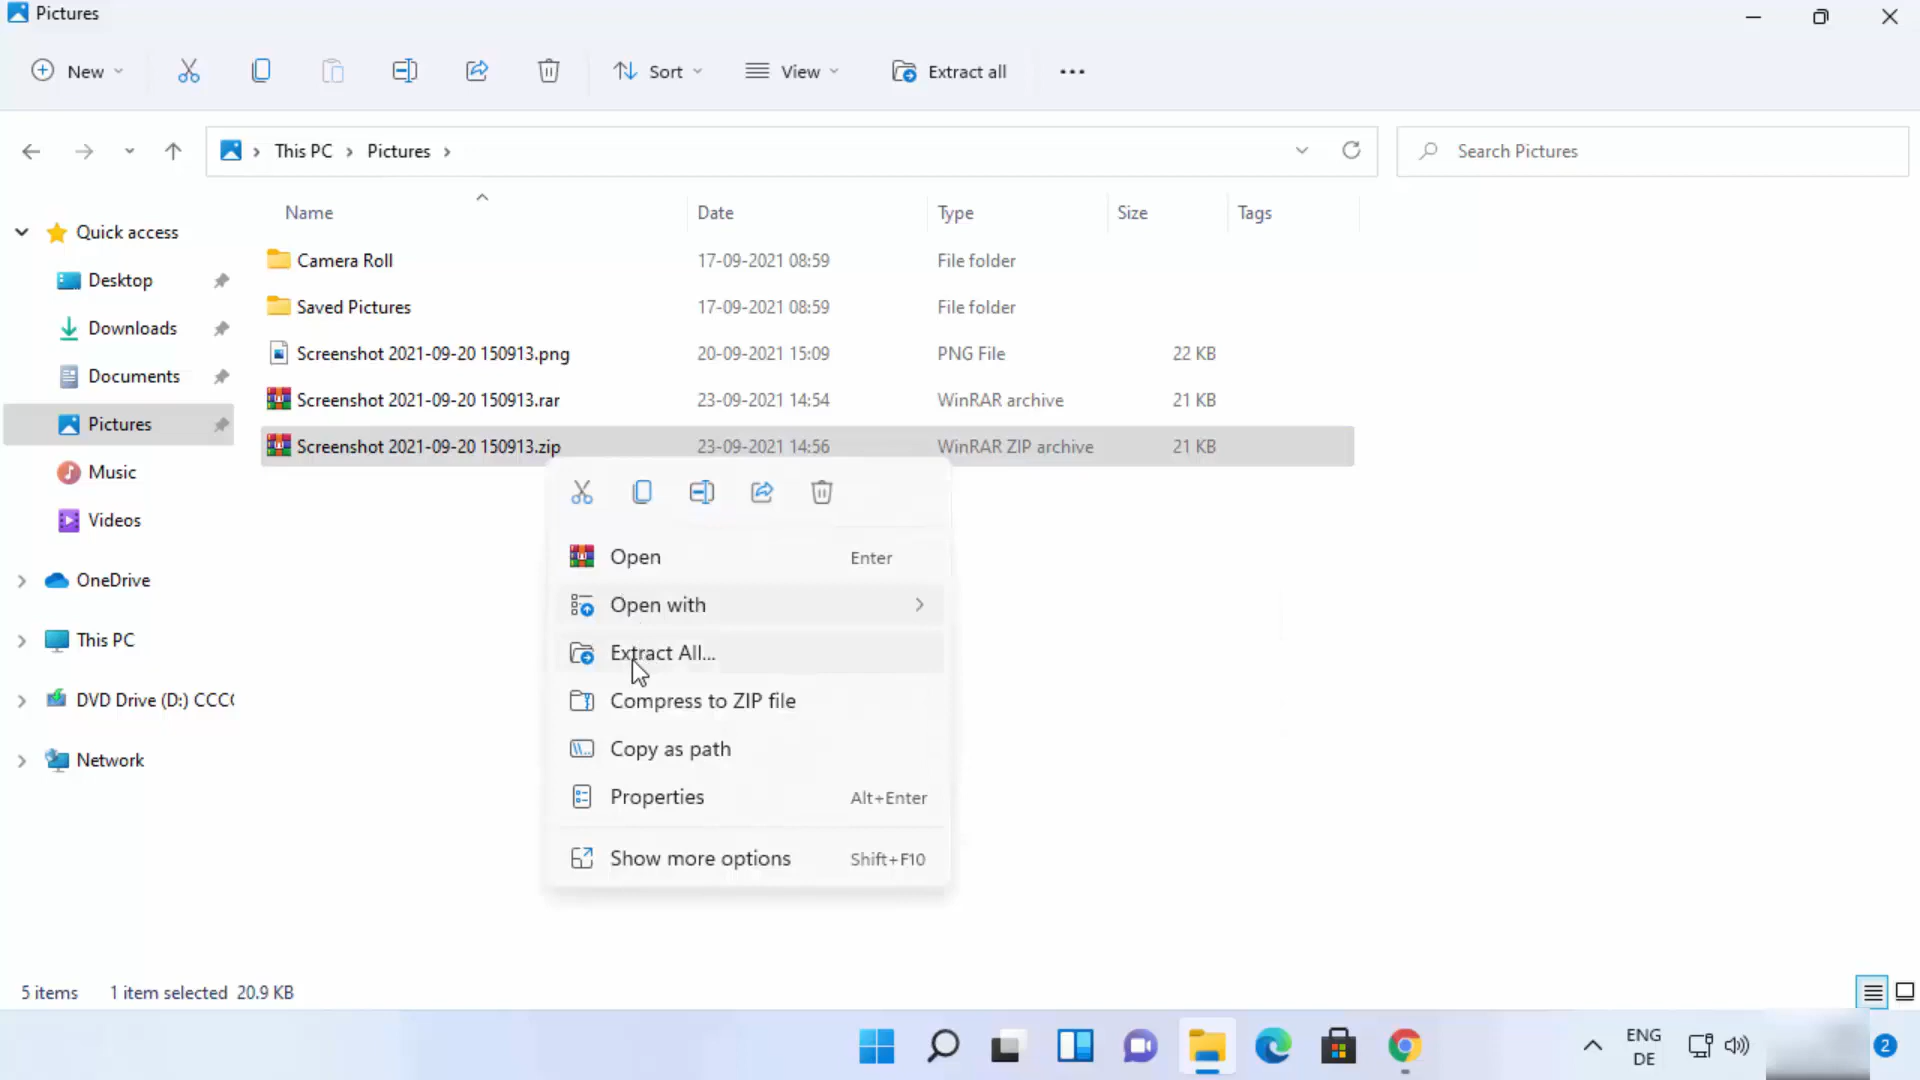 Pictures
New
Sort
View
Extract all
This PC
Pictures
Search Pictures
Name
Date
Type
Size
Tags
Quick access
Desktop
Downloads
Documents
Pictures
Music
Videos
OneDrive
This PC
DVD Drive (D:) CCC
Network
Camera Roll 17-09-2021 08:59 File folder
Saved Pictures 17-09-2021 08:59 File folder
Screenshot 2021-09-20 150913.png 20-09-2021 15:09 PNG File 22 KB
Screenshot 2021-09-20 150913.rar 23-09-2021 14:54 WinRAR archive 21 KB
Screenshot 2021-09-20 150913.zip 23-09-2021 14:56 WinRAR ZIP archive 21 KB
Open Enter
Open with
Extract All...
Compress to ZIP file
Copy as path
Properties Alt+Enter
Show more options Shift+F10
5 items 1 item selected 20.9 KB
ENG
DE
2